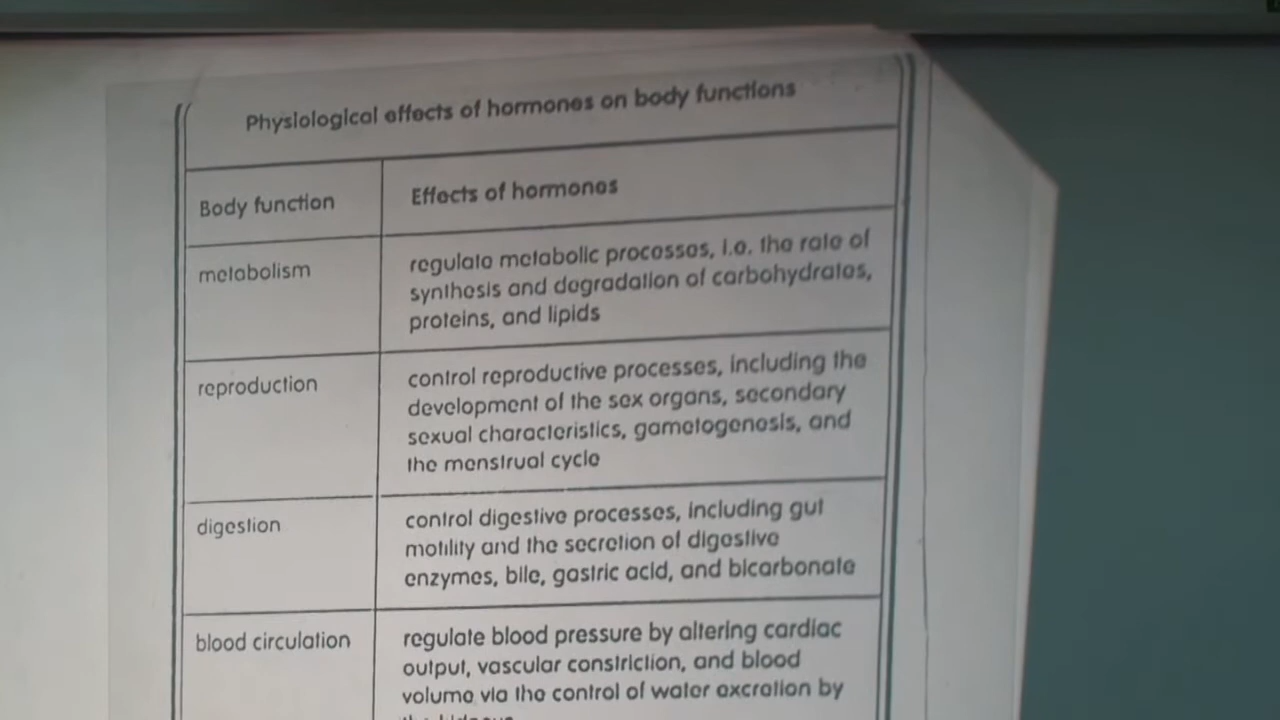 Physiological effects of hormones on body functions
Body function
Effects of hormones
metabolism
regulate metabolic processes, i.e. the rate of
synthesis and degradation of carbohydrates,
proteins, and lipids
reproduction
control reproductive processes, including the
development of the sex organs, secondary
sexual characteristics, gametogenesis, and
the menstrual cycle
digestion
control digestive processes, including gut
motility and the secretion of digestive
enzymes, bile, gastric acid, and bicarbonate
blood circulation
regulate blood pressure by altering cardiac
output, vascular constriction, and blood
volume via the control of water excretion by